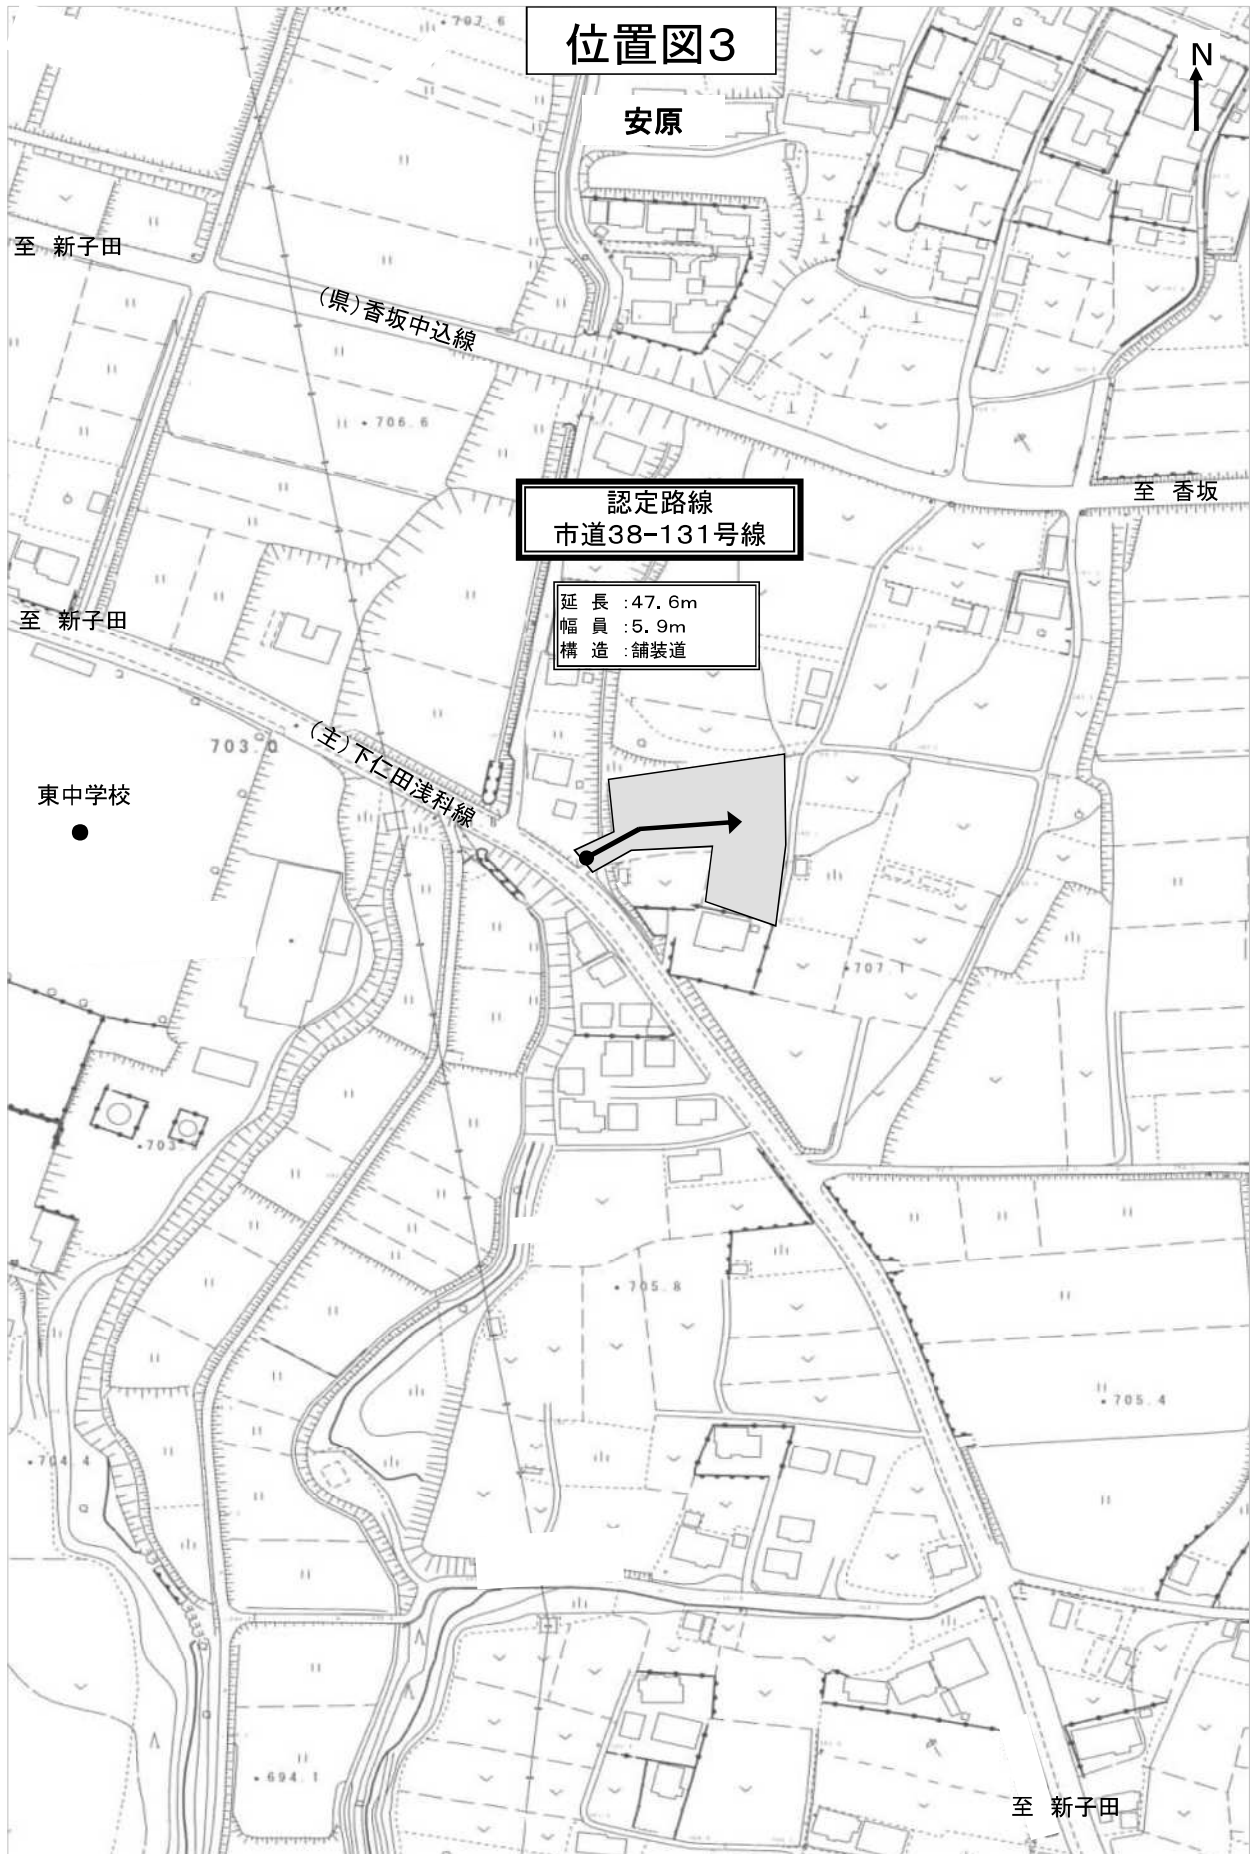 707.6
位置図3
N
安原
至 新子田
(県)香坂中込線
706.6
認定路線
市道38-131号線
至 香坂
延 長 :47.6m
幅 員 :5.9m
構 造 :舗装道
至 新子田
703.0
(主)下仁田浅科線
東中学校
707.1
703.
705.8
705.4
704.4
694.1
至 新子田